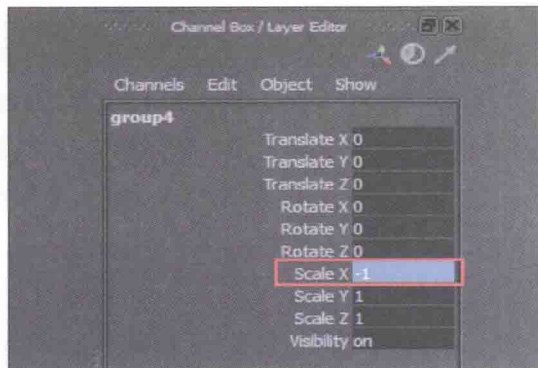 Channel Box / Layer Editor
Channels Edit Object Show
group4
Translate X 0
Translate Y 0
Translate Z 0
Rotate X 0
Rotate Y 0
Rotate Z 0
Scale X -1
Scale Y 1
Scale Z 1
Visibility on